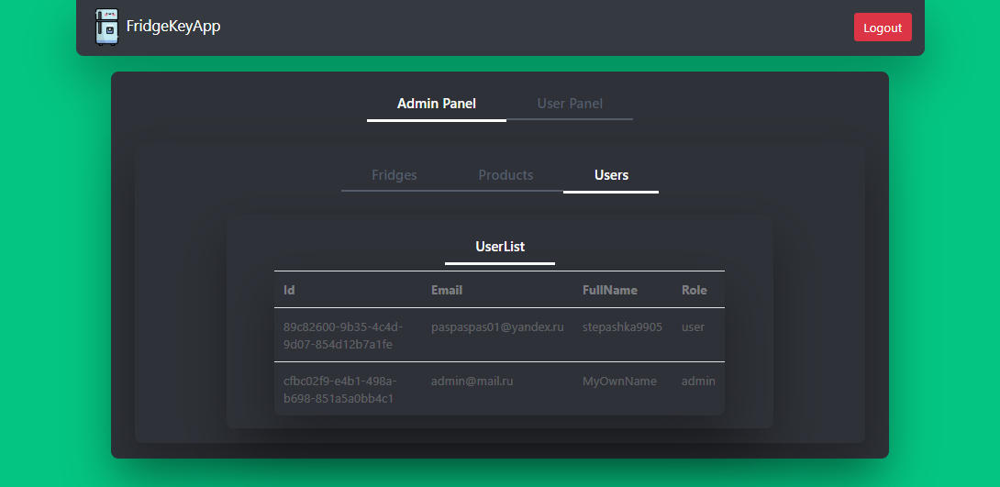 FridgeKeyApp Logout
Admin Panel User Panel
Fridges Products Users
UserList
Id Email FullName Role
89c82600-9b35-4c4d- paspaspas01@yandex.ru stepashka9905 user
9d07-854d12b7a1fe
cfbc02f9-e4b1-498a- admin@mail.ru MyOwnName admin
b698-851a5a0bb4c1